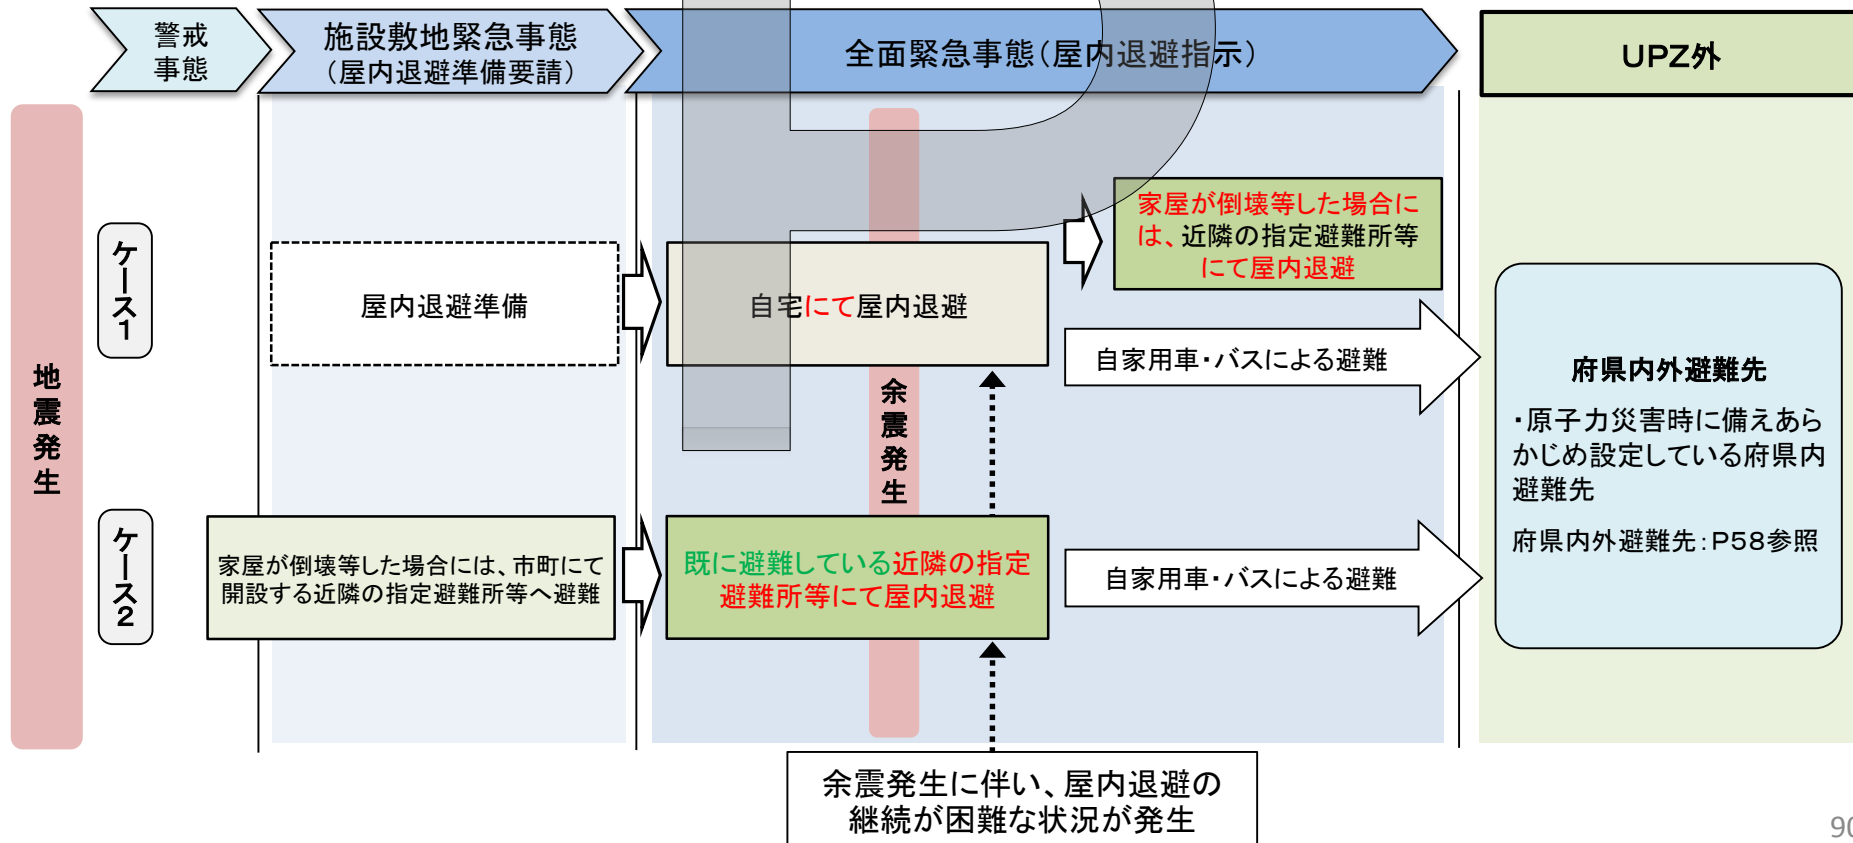 警戒
事態
施設敷地緊急事態
（屋内退避準備要請）
全面緊急事態（屋内退避指示）
UPZ外
地震発生
ケース1
屋内退避準備
自宅にて屋内退避
家屋が倒壊等した場合に
は、近隣の指定避難所等
にて屋内退避
自家用車・バスによる避難
余震発生
ケース2
家屋が倒壊等した場合には、市町にて
開設する近隣の指定避難所等へ避難
既に避難している近隣の指定
避難所等にて屋内退避
自家用車・バスによる避難
府県内外避難先
・原子力災害時に備えあら
かじめ設定している府県内
避難先
府県内外避難先：P58参照
余震発生に伴い、屋内退避の
継続が困難な状況が発生
90